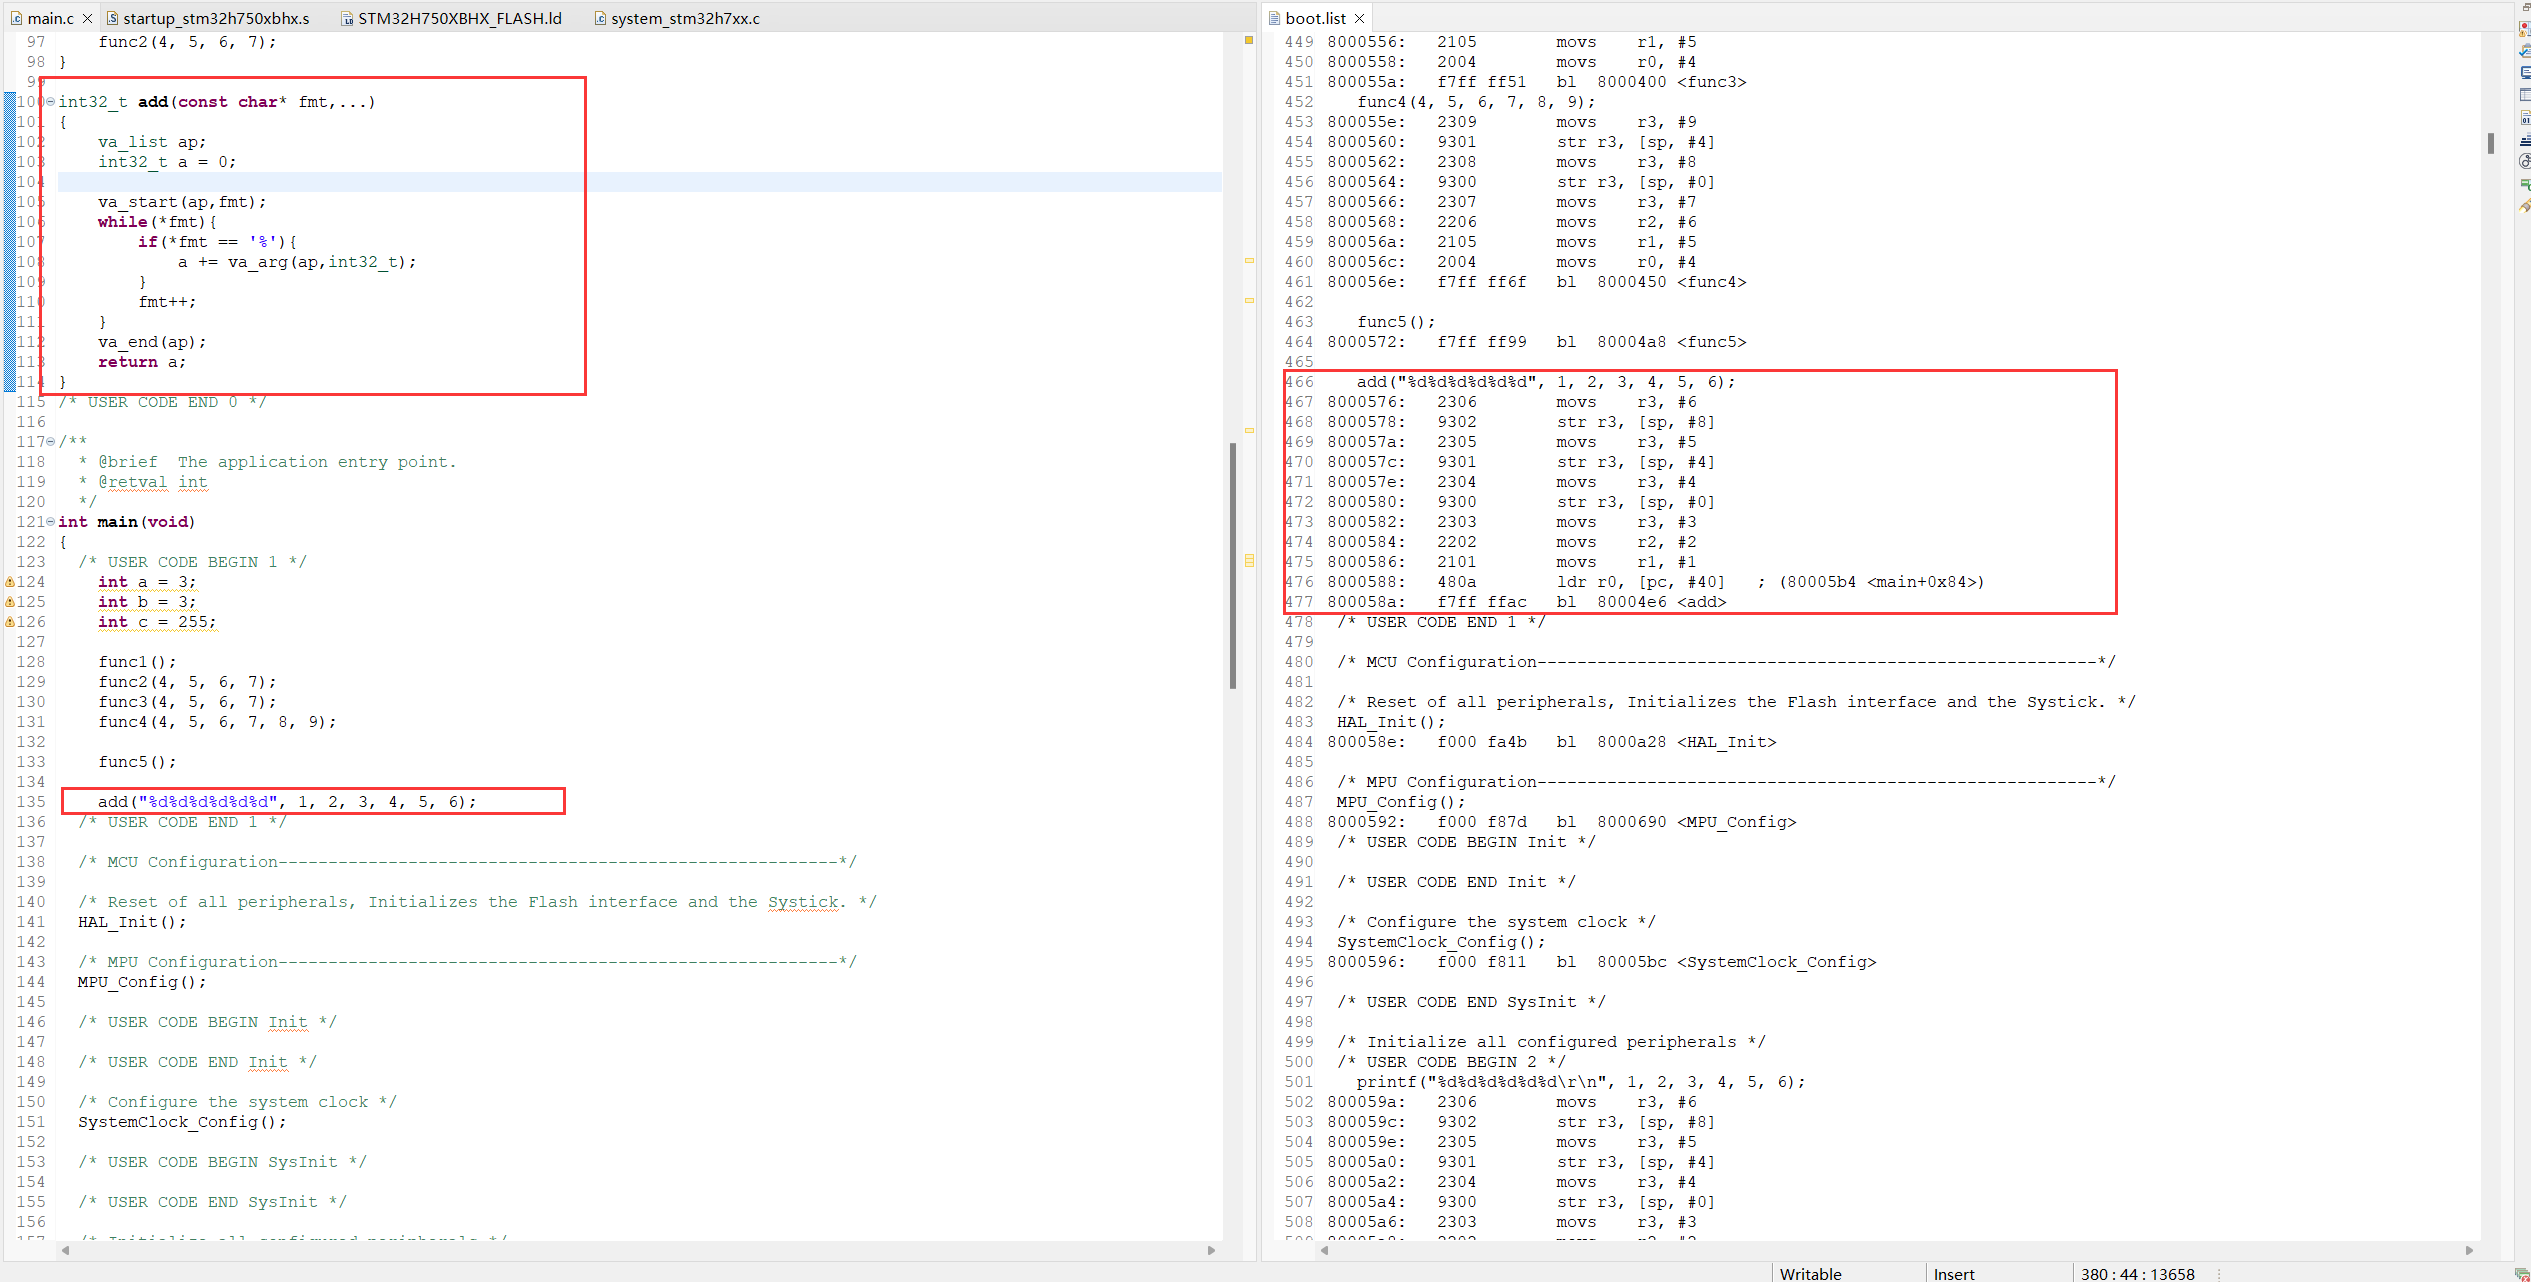 main.c
startup_stm32h750xbhx.s
STM32H750XBHX_FLASH.ld
system_stm32h7xx.c
97 func2(4, 5, 6, 7);
98 }
99
100 int32_t add(const char* fmt,...)
101 {
102 va_list ap;
103 int32_t a = 0;
104
105 va_start(ap,fmt);
106 while(*fmt){
107 if(*fmt == '%'){
108 a += va_arg(ap,int32_t);
109 }
110 fmt++;
111 }
112 va_end(ap);
113 return a;
114 }
115 /* USER CODE END 0 */
116
117 /**
118 * @brief The application entry point.
119 * @retval int
120 */
121 int main(void)
122 {
123 /* USER CODE BEGIN 1 */
124 int a = 3;
125 int b = 3;
126 int c = 255;
127
128 func1();
129 func2(4, 5, 6, 7);
130 func3(4, 5, 6, 7);
131 func4(4, 5, 6, 7, 8, 9);
132
133 func5();
134
135 add("%d%d%d%d%d%d", 1, 2, 3, 4, 5, 6);
136 /* USER CODE END 1 */
137
138 /* MCU Configuration--------------------------------------------------------*/
139
140 /* Reset of all peripherals, Initializes the Flash interface and the Systick. */
141 HAL_Init();
142
143 /* MPU Configuration--------------------------------------------------------*/
144 MPU_Config();
145
146 /* USER CODE BEGIN Init */
147
148 /* USER CODE END Init */
149
150 /* Configure the system clock */
151 SystemClock_Config();
152
153 /* USER CODE BEGIN SysInit */
154
155 /* USER CODE END SysInit */
156
157 /* Initialize all configured peripherals */
boot.list
449 8000556: 2105 movs r1, #5
450 8000558: 2004 movs r0, #4
451 800055a: f7ff ff51 bl 8000400 <func3>
452 func4(4, 5, 6, 7, 8, 9);
453 800055e: 2309 movs r3, #9
454 8000560: 9301 str r3, [sp, #4]
455 8000562: 2308 movs r3, #8
456 8000564: 9300 str r3, [sp, #0]
457 8000566: 2307 movs r3, #7
458 8000568: 2206 movs r2, #6
459 800056a: 2105 movs r1, #5
460 800056c: 2004 movs r0, #4
461 800056e: f7ff ff6f bl 8000450 <func4>
462
463 func5();
464 8000572: f7ff ff99 bl 80004a8 <func5>
465
466 add("%d%d%d%d%d%d", 1, 2, 3, 4, 5, 6);
467 8000576: 2306 movs r3, #6
468 8000578: 9302 str r3, [sp, #8]
469 800057a: 2305 movs r3, #5
470 800057c: 9301 str r3, [sp, #4]
471 800057e: 2304 movs r3, #4
472 8000580: 9300 str r3, [sp, #0]
473 8000582: 2303 movs r3, #3
474 8000584: 2202 movs r2, #2
475 8000586: 2101 movs r1, #1
476 8000588: 480a ldr r0, [pc, #40] ; (80005b4 <main+0x84>)
477 800058a: f7ff ffac bl 80004e6 <add>
478 /* USER CODE END 1 */
479
480 /* MCU Configuration--------------------------------------------------------*/
481
482 /* Reset of all peripherals, Initializes the Flash interface and the Systick. */
483 HAL_Init();
484 800058e: f000 fa4b bl 8000a28 <HAL_Init>
485
486 /* MPU Configuration--------------------------------------------------------*/
487 MPU_Config();
488 8000592: f000 f87d bl 8000690 <MPU_Config>
489 /* USER CODE BEGIN Init */
490
491 /* USER CODE END Init */
492
493 /* Configure the system clock */
494 SystemClock_Config();
495 8000596: f000 f811 bl 80005bc <SystemClock_Config>
496
497 /* USER CODE END SysInit */
498
499 /* Initialize all configured peripherals */
500 /* USER CODE BEGIN 2 */
501 printf("%d%d%d%d%d%d\r\n", 1, 2, 3, 4, 5, 6);
502 800059a: 2306 movs r3, #6
503 800059c: 9302 str r3, [sp, #8]
504 800059e: 2305 movs r3, #5
505 80005a0: 9301 str r3, [sp, #4]
506 80005a2: 2304 movs r3, #4
507 80005a4: 9300 str r3, [sp, #0]
508 80005a6: 2303 movs r3, #3
Writable
Insert
380 : 44 : 13658